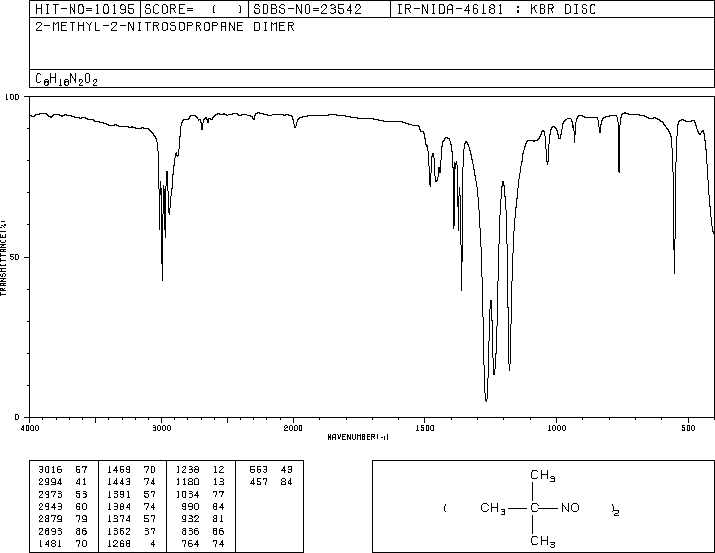 HIT-NO=10195 SCORE= ( ) SDBS-NO=23542 IR-NIDA-46181 : KBR DISC
2-METHYL-2-NITROSOPROPANE DIMER
C8H18N2O2
100
50
0
TRANSMITTANCE(%)
4000 3000 2000 1500 1000 500
WAVENUMBER(-1)
3016 57 1469 70 1238 12 553 43
2994 41 1443 74 1180 13 457 84
2973 53 1391 57 1034 77
2943 60 1384 74 990 84
2879 79 1374 57 932 81
2693 86 1362 37 836 86
1481 70 1268 4 764 74
CH3
( CH3 C NO )2
CH3